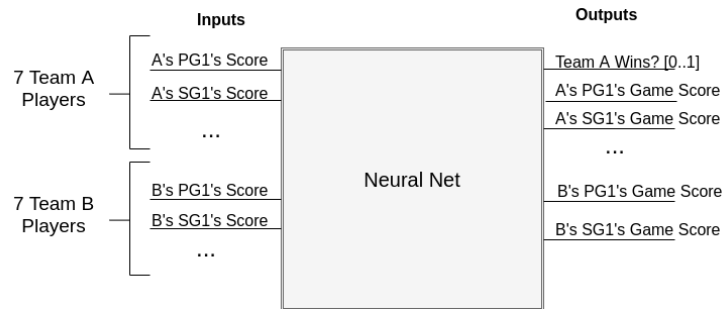 Inputs
Outputs
7 Team A
Players
A's PG1's Score
A's SG1's Score
...
7 Team B
Players
B's PG1's Score
B's SG1's Score
...
Neural Net
Team A Wins? [0..1]
A's PG1's Game Score
A's SG1's Game Score
...
B's PG1's Game Score
B's SG1's Game Score